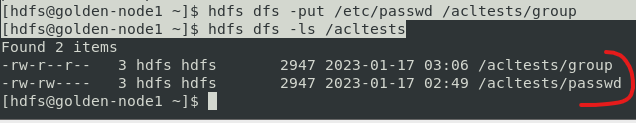 [hdfs@golden-node1 ~]$ hdfs dfs -put /etc/passwd /acltests/group
[hdfs@golden-node1 ~]$ hdfs dfs -ls /acltests
Found 2 items
-rw-r--r--   3 hdfs hdfs       2947 2023-01-17 03:06 /acltests/group
-rw-rw----   3 hdfs hdfs       2947 2023-01-17 02:49 /acltests/passwd
[hdfs@golden-node1 ~]$